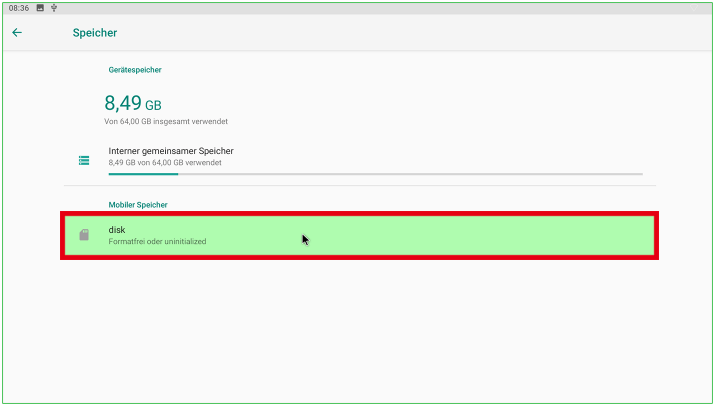 08:36
Speicher
Gerätespeicher
8,49 GB
Von 64,00 GB insgesamt verwendet
Interner gemeinsamer Speicher
8,49 GB von 64,00 GB verwendet
Mobiler Speicher
disk
Formatfrei oder uninitialized